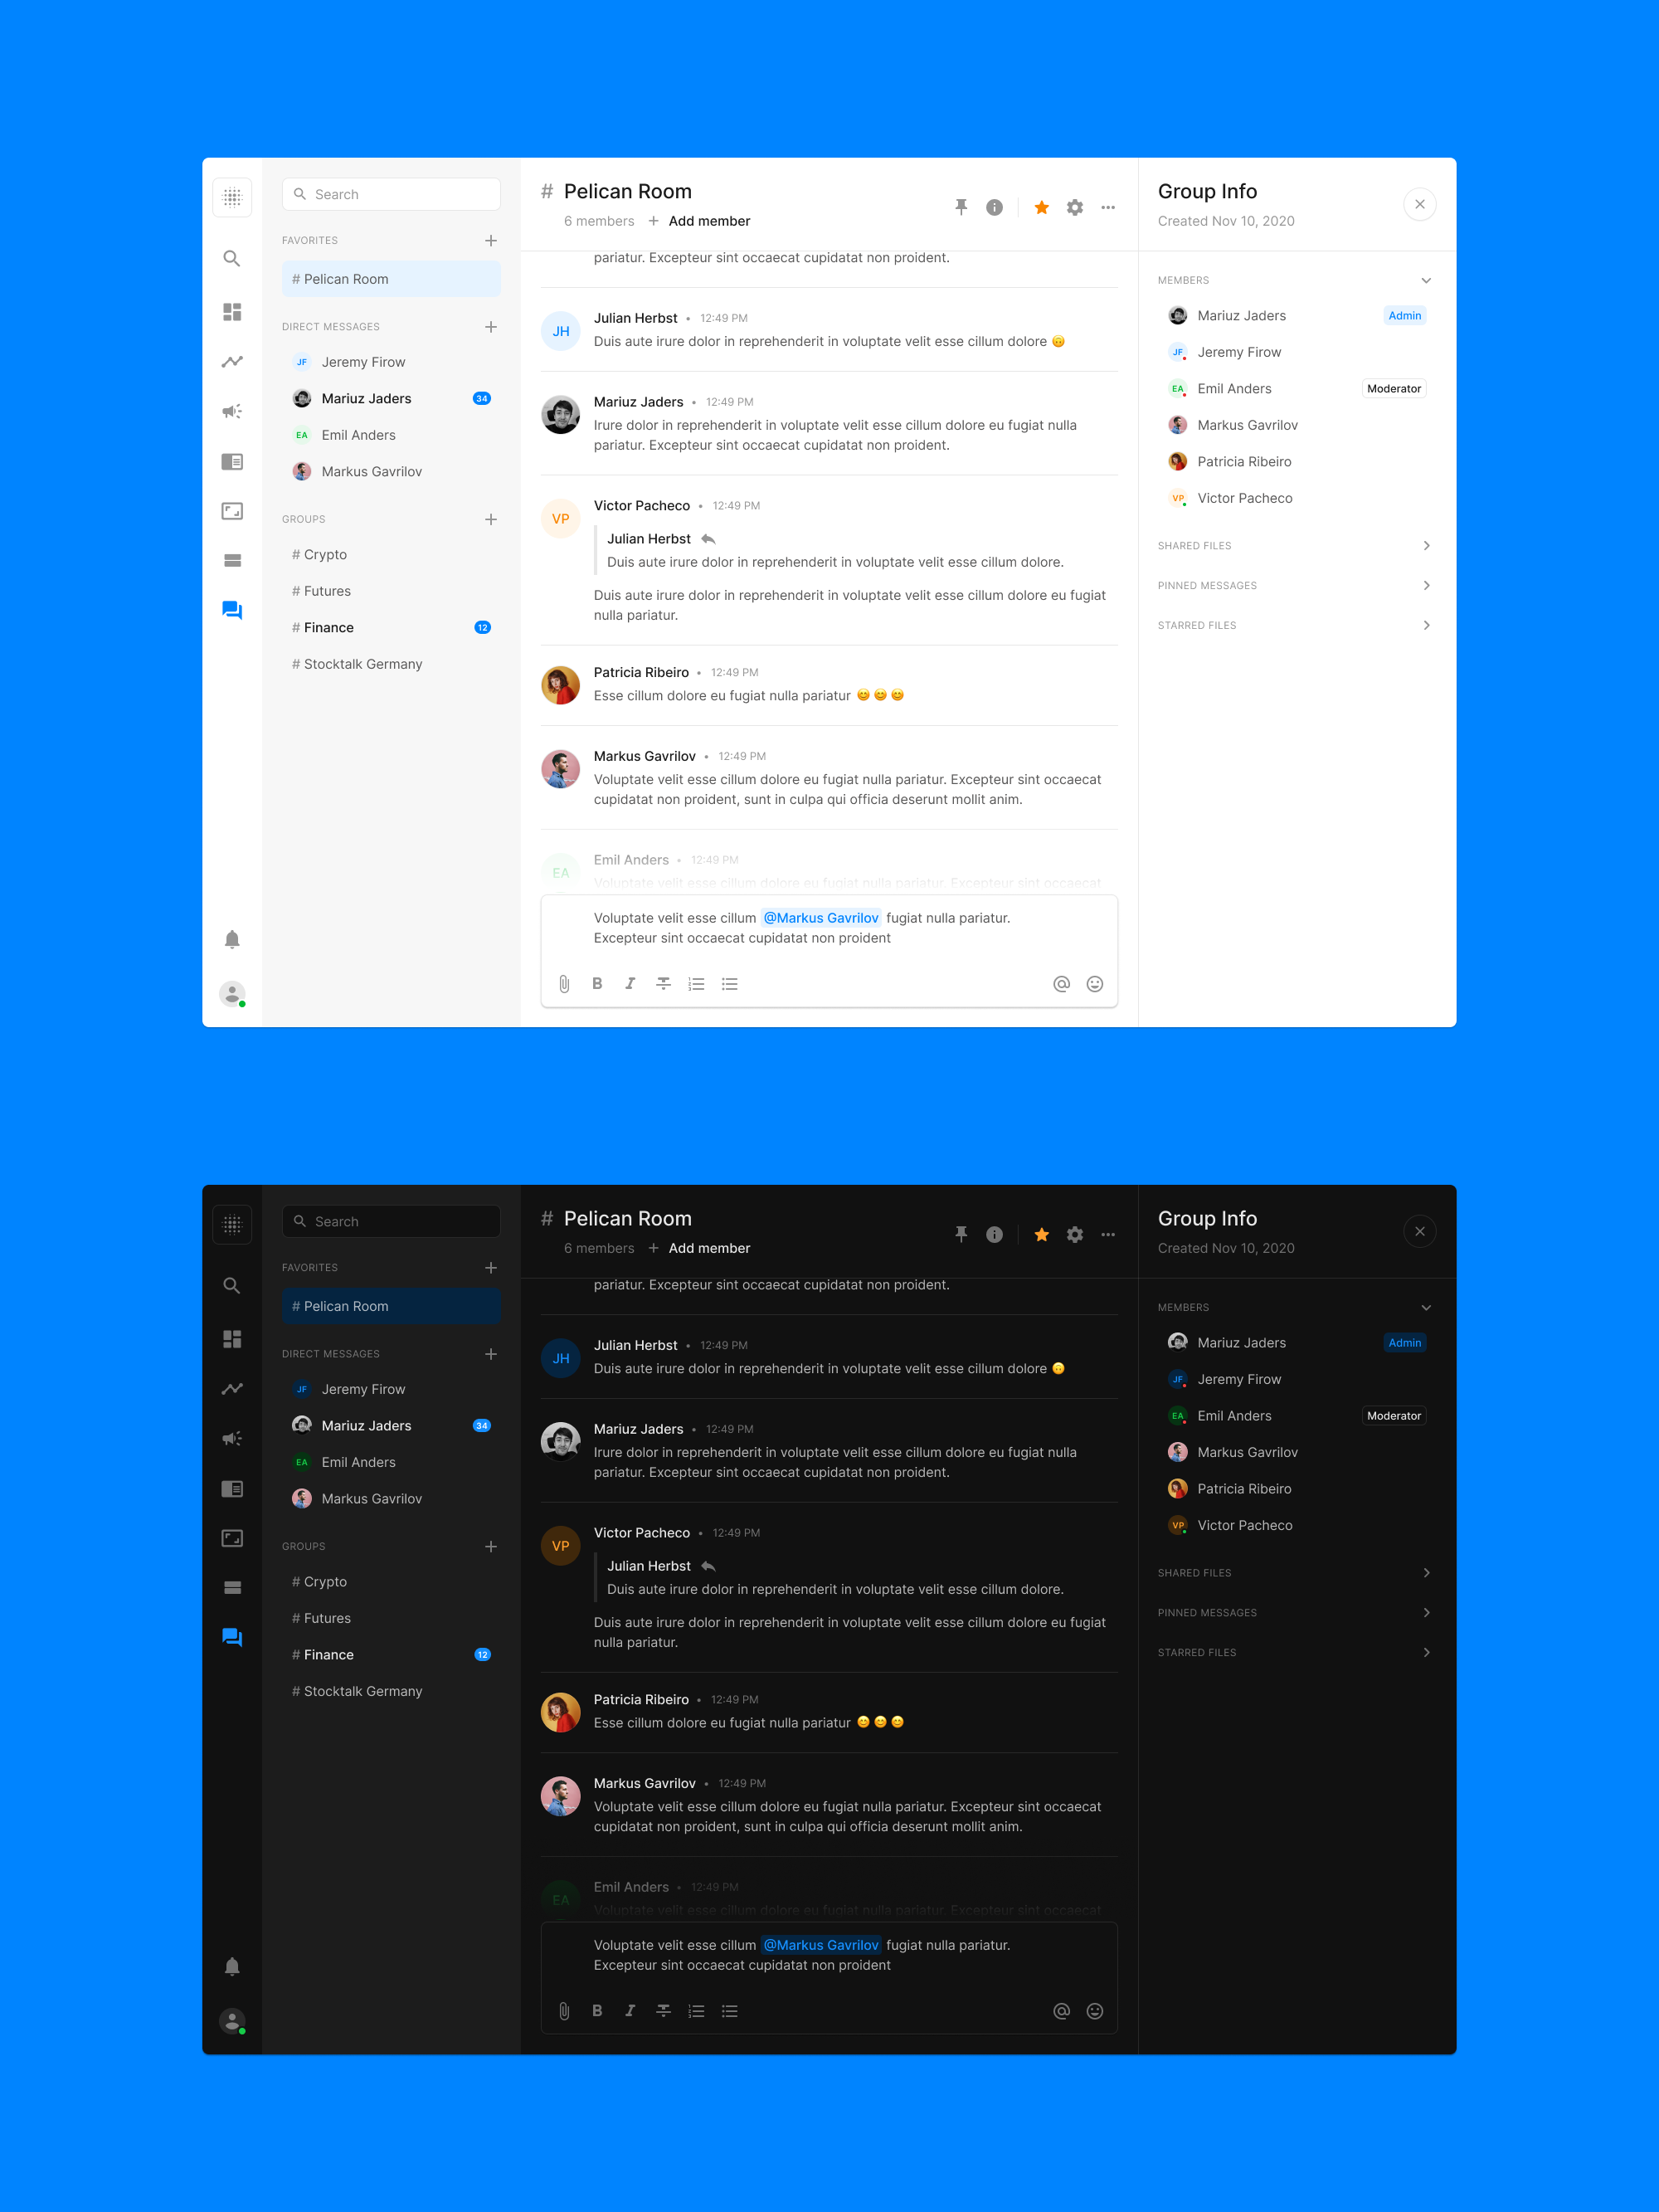 Search
FAVORITES
# Pelican Room
DIRECT MESSAGES
JF Jeremy Firow
Mariuz Jaders 34
EA Emil Anders
Markus Gavrilov
GROUPS
# Crypto
# Futures
# Finance 12
# Stocktalk Germany
# Pelican Room
6 members + Add member
pariatur. Excepteur sint occaecat cupidatat non proident.
JH
Julian Herbst • 12:49 PM
Duis aute irure dolor in reprehenderit in voluptate velit esse cillum dolore 🙃
Mariuz Jaders • 12:49 PM
Irure dolor in reprehenderit in voluptate velit esse cillum dolore eu fugiat nulla
pariatur. Excepteur sint occaecat cupidatat non proident.
VP
Victor Pacheco • 12:49 PM
Julian Herbst
Duis aute irure dolor in reprehenderit in voluptate velit esse cillum dolore.
Duis aute irure dolor in reprehenderit in voluptate velit esse cillum dolore eu fugiat
nulla pariatur.
Patricia Ribeiro • 12:49 PM
Esse cillum dolore eu fugiat nulla pariatur 😊 😊 😊
Markus Gavrilov • 12:49 PM
Voluptate velit esse cillum dolore eu fugiat nulla pariatur. Excepteur sint occaecat
cupidatat non proident, sunt in culpa qui officia deserunt mollit anim.
EA
Emil Anders • 12:49 PM
Voluptate velit esse cillum dolore eu fugiat nulla pariatur. Excepteur sint occaecat
Voluptate velit esse cillum @Markus Gavrilov fugiat nulla pariatur.
Excepteur sint occaecat cupidatat non proident
B I
Group Info
Created Nov 10, 2020
MEMBERS
Mariuz Jaders Admin
JF Jeremy Firow
EA Emil Anders Moderator
Markus Gavrilov
Patricia Ribeiro
VP Victor Pacheco
SHARED FILES
PINNED MESSAGES
STARRED FILES
Search
FAVORITES
# Pelican Room
DIRECT MESSAGES
JF Jeremy Firow
Mariuz Jaders 34
EA Emil Anders
Markus Gavrilov
GROUPS
# Crypto
# Futures
# Finance 12
# Stocktalk Germany
# Pelican Room
6 members + Add member
pariatur. Excepteur sint occaecat cupidatat non proident.
JH
Julian Herbst • 12:49 PM
Duis aute irure dolor in reprehenderit in voluptate velit esse cillum dolore 🙃
Mariuz Jaders • 12:49 PM
Irure dolor in reprehenderit in voluptate velit esse cillum dolore eu fugiat nulla
pariatur. Excepteur sint occaecat cupidatat non proident.
VP
Victor Pacheco • 12:49 PM
Julian Herbst
Duis aute irure dolor in reprehenderit in voluptate velit esse cillum dolore.
Duis aute irure dolor in reprehenderit in voluptate velit esse cillum dolore eu fugiat
nulla pariatur.
Patricia Ribeiro • 12:49 PM
Esse cillum dolore eu fugiat nulla pariatur 😊 😊 😊
Markus Gavrilov • 12:49 PM
Voluptate velit esse cillum dolore eu fugiat nulla pariatur. Excepteur sint occaecat
cupidatat non proident, sunt in culpa qui officia deserunt mollit anim.
EA
Emil Anders • 12:49 PM
Voluptate velit esse cillum dolore eu fugiat nulla pariatur. Excepteur sint occaecat
Voluptate velit esse cillum @Markus Gavrilov fugiat nulla pariatur.
Excepteur sint occaecat cupidatat non proident
B I
Group Info
Created Nov 10, 2020
MEMBERS
Mariuz Jaders Admin
JF Jeremy Firow
EA Emil Anders Moderator
Markus Gavrilov
Patricia Ribeiro
VP Victor Pacheco
SHARED FILES
PINNED MESSAGES
STARRED FILES